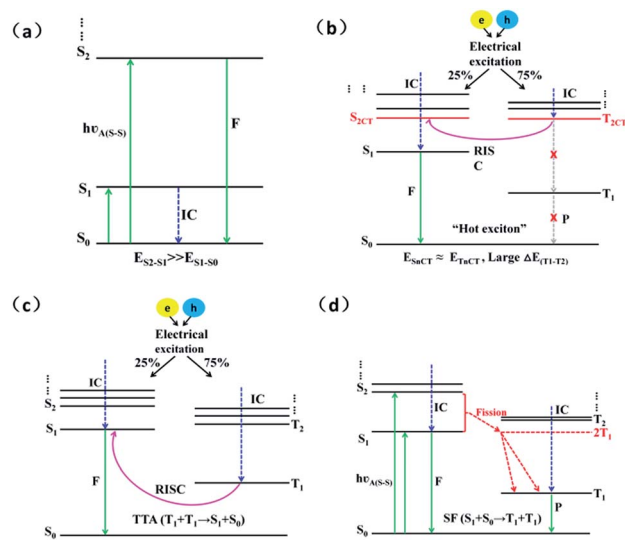 (a)
S2
hυA(S-S)
F
S1
IC
S0
ES2-S1>>ES1-S0
(b)
e h
Electrical
excitation
25% 75%
IC IC
S2CT T2CT
S1
RIS
C
T1
F
P
"Hot exciton"
S0
ESnCT ≈ ETnCT, Large △E(T1-T2)
(c)
e h
Electrical
excitation
25% 75%
IC IC
S2
T2
S1
F
RISC
T1
TTA (T1+T1→S1+S0)
S0
(d)
S2
IC IC
T2
Fission
S1
2T1
hυA(S-S)
F
T1
P
S0
SF (S1+S0→T1+T1)